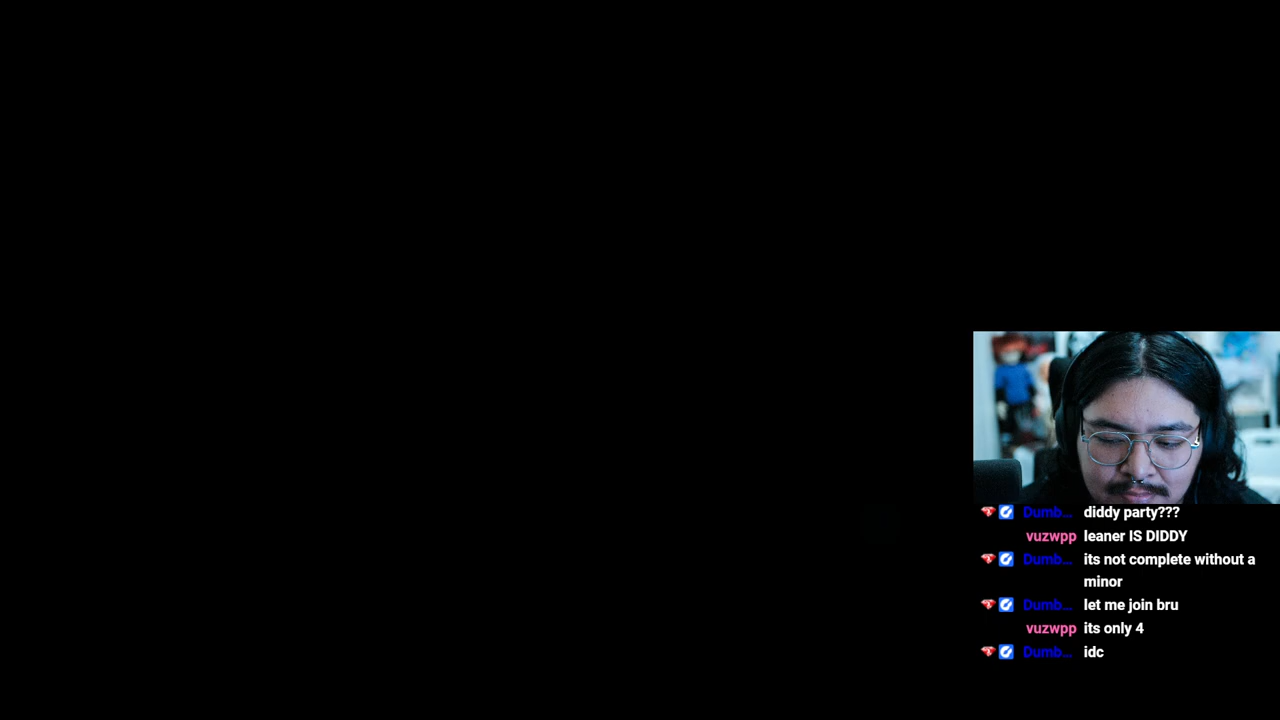 Dumb... diddy party???
vuzwpp leaner IS DIDDY
Dumb... its not complete without a
minor
Dumb... let me join bru
vuzwpp its only 4
Dumb... idc